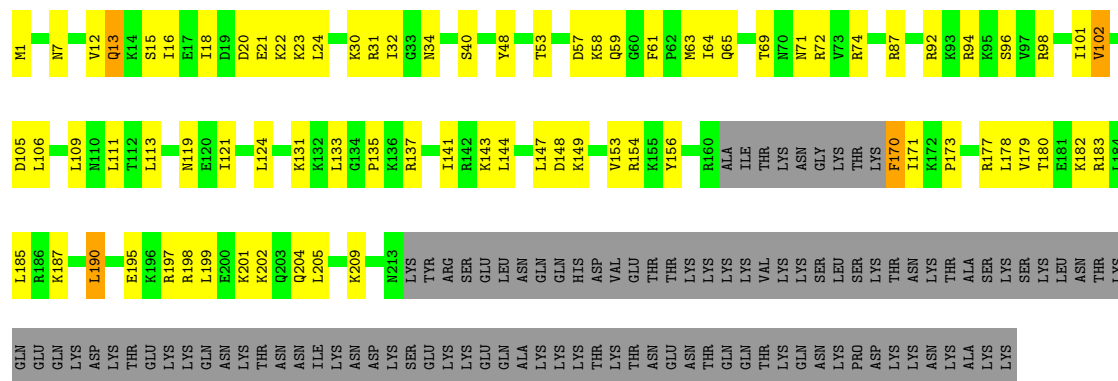 M1 N7 V12 Q13 K14 S15 I16 E17 I18 D19 D20 E21 K22 K23 L24 K30 R31 I32 G33 N34 S40 Y48 T53 D57 K58 Q59 G60 F61 P62 M63 I64 Q65 T69 N70 N71 R72 V73 R74 R87 R92 K93 R94 K95 S96 V97 R98 I101 V102
D105 L106 L109 N110 L111 T112 L113 N119 E120 I121 L124 K131 K132 L133 G134 P135 K136 R137 I141 R142 K143 L144 L147 D148 K149 V153 R154 K155 Y156 R160 ALA ILE THR LYS ASN GLY LYS THR LYS F170 I171 K172 P173 R177 L178 V179 T180 E181 K182 R183 L184
L185 R186 K187 L190 E195 K196 R197 R198 L199 E200 K201 K202 Q203 Q204 L205 K209 N213 LYS TYR ARG SER GLU LEU ASN GLN GLN HIS ASP VAL GLU THR THR LYS LYS LYS LYS VAL LYS LYS SER LEU SER LYS THR ASN LYS THR ALA SER LYS SER LYS LEU ASN THR LYS
GLN GLU GLN LYS ASP LYS THR GLU LYS LYS GLN ASN LYS THR ASN ASN ILE LYS ASN ASP LYS SER GLU LYS LYS GLU GLN ALA LYS LYS LYS THR LYS THR ASN GLU ASN THR GLN GLN THR LYS GLN ASN LYS PRO ASP LYS LYS ASN LYS ALA LYS LYS